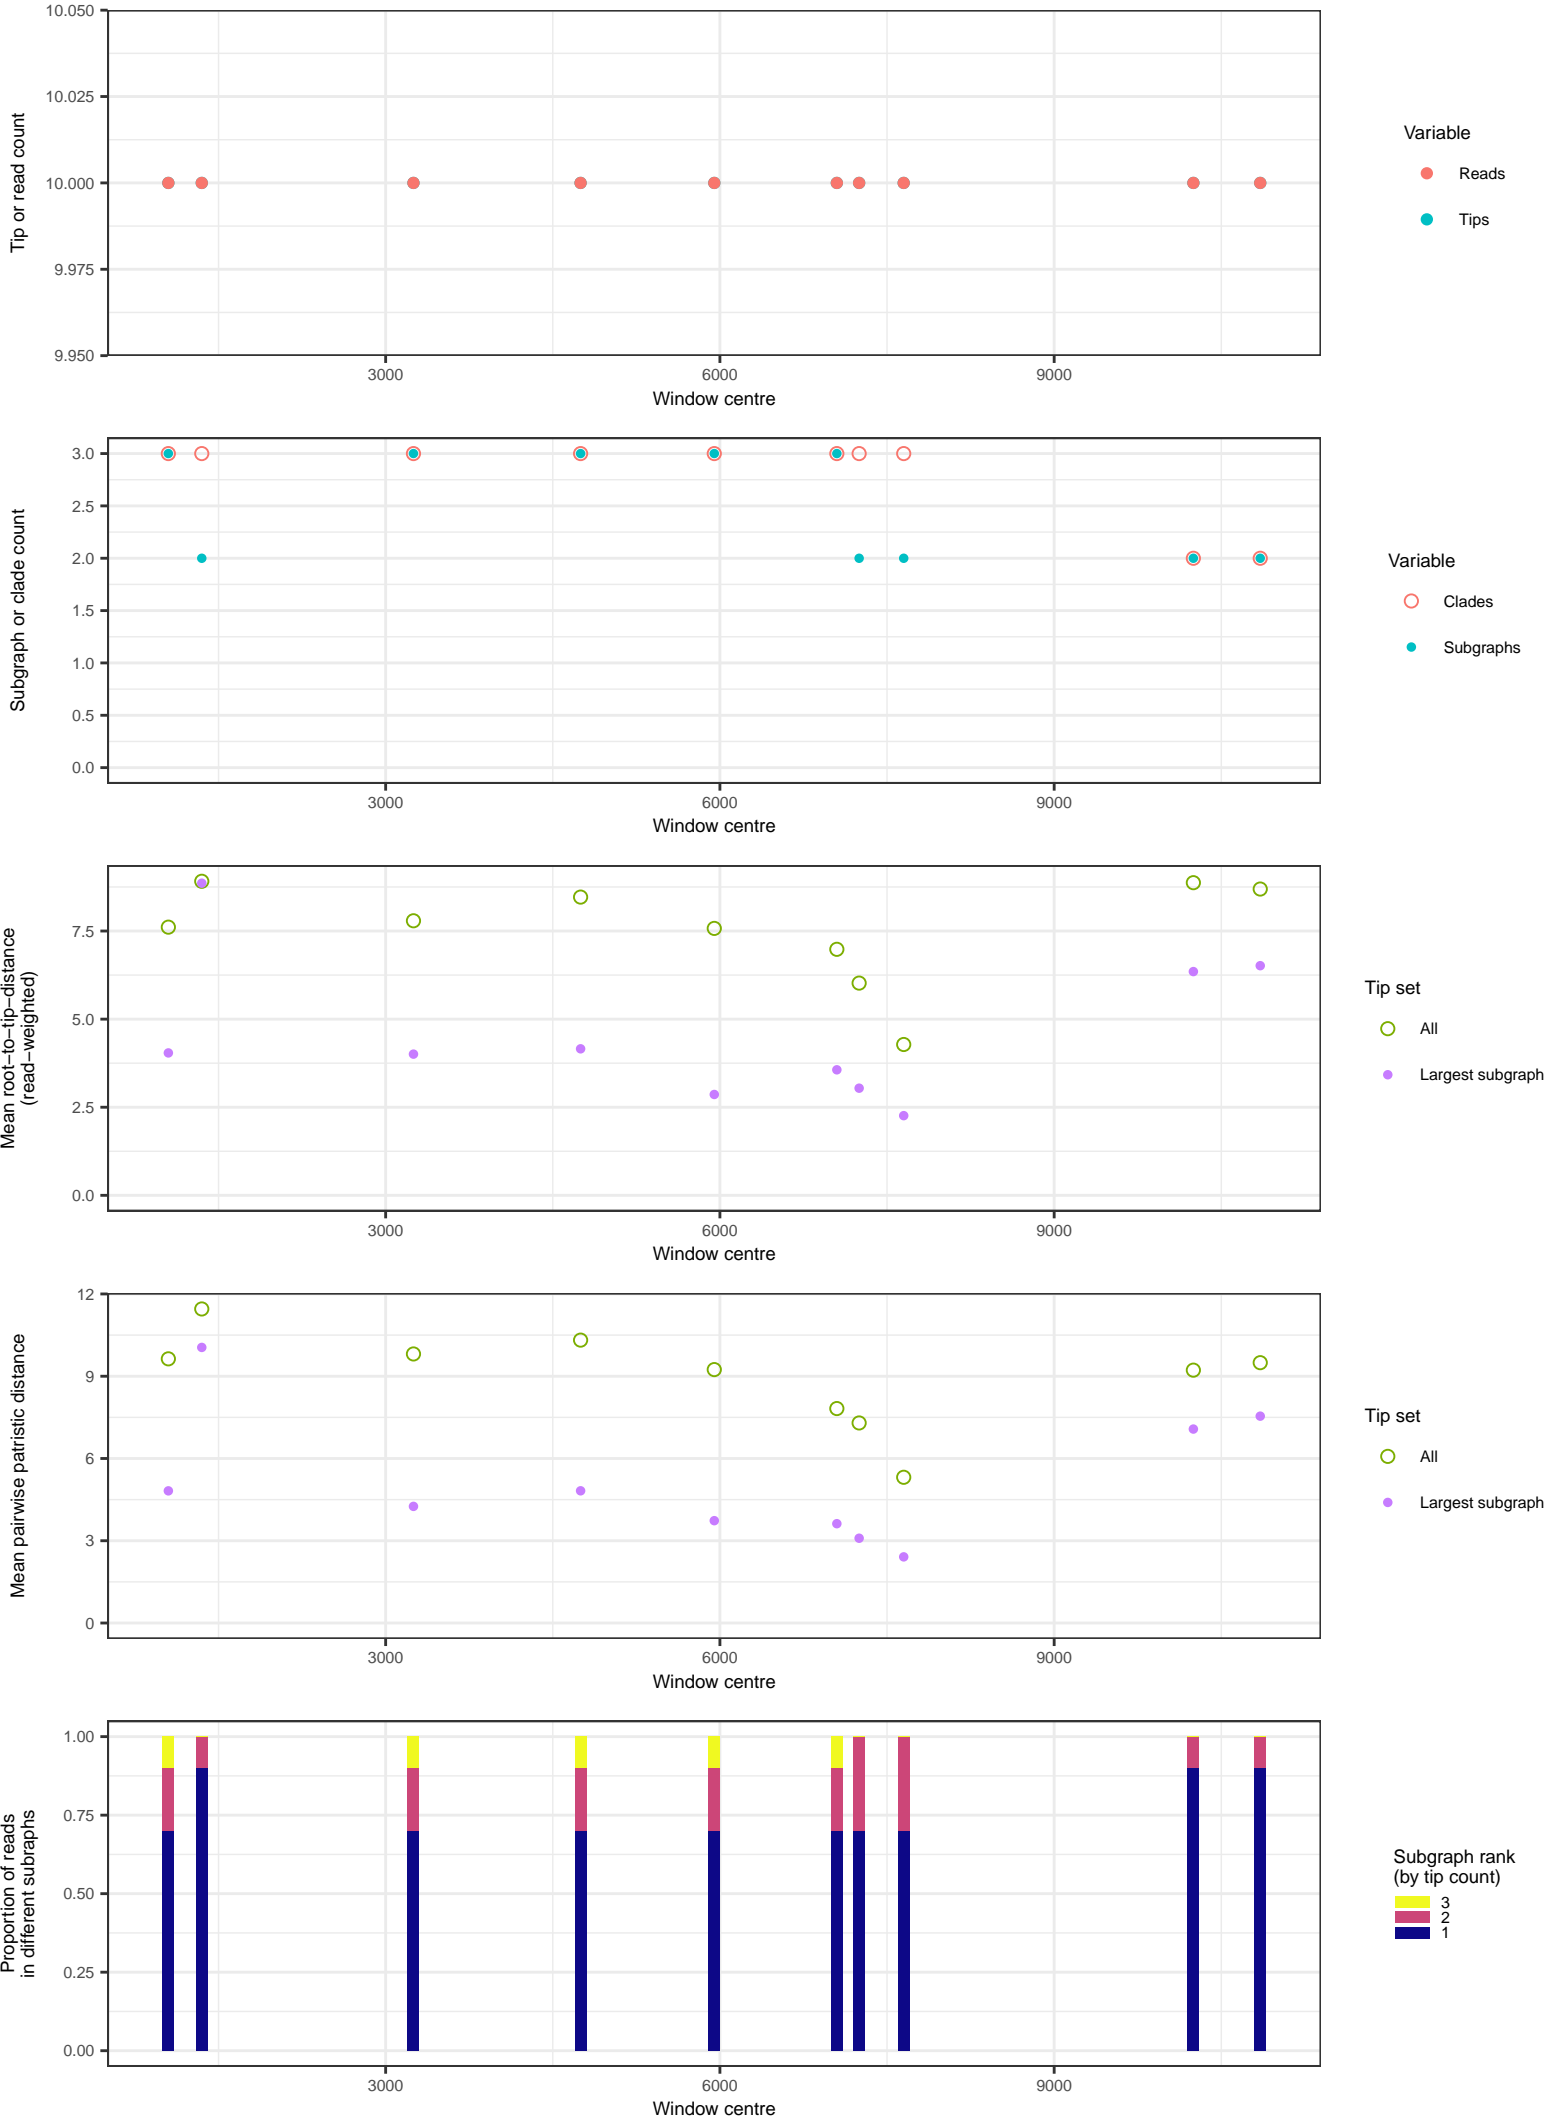 10.050
10.025
10.000
9.975
9.950
Tip or read count
3000
6000
9000
Window centre
Variable
Reads
Tips
3.0
2.5
2.0
1.5
1.0
0.5
0.0
Subgraph or clade count
3000
6000
9000
Window centre
Variable
Clades
Subgraphs
7.5
5.0
2.5
0.0
Mean root−to−tip−distance
(read−weighted)
3000
6000
9000
Window centre
Tip set
All
Largest subgraph
12
9
6
3
0
Mean pairwise patristic distance
3000
6000
9000
Window centre
Tip set
All
Largest subgraph
1.00
0.75
0.50
0.25
0.00
Proportion of reads
in different subraphs
3000
6000
9000
Window centre
Subgraph rank
(by tip count)
3
2
1